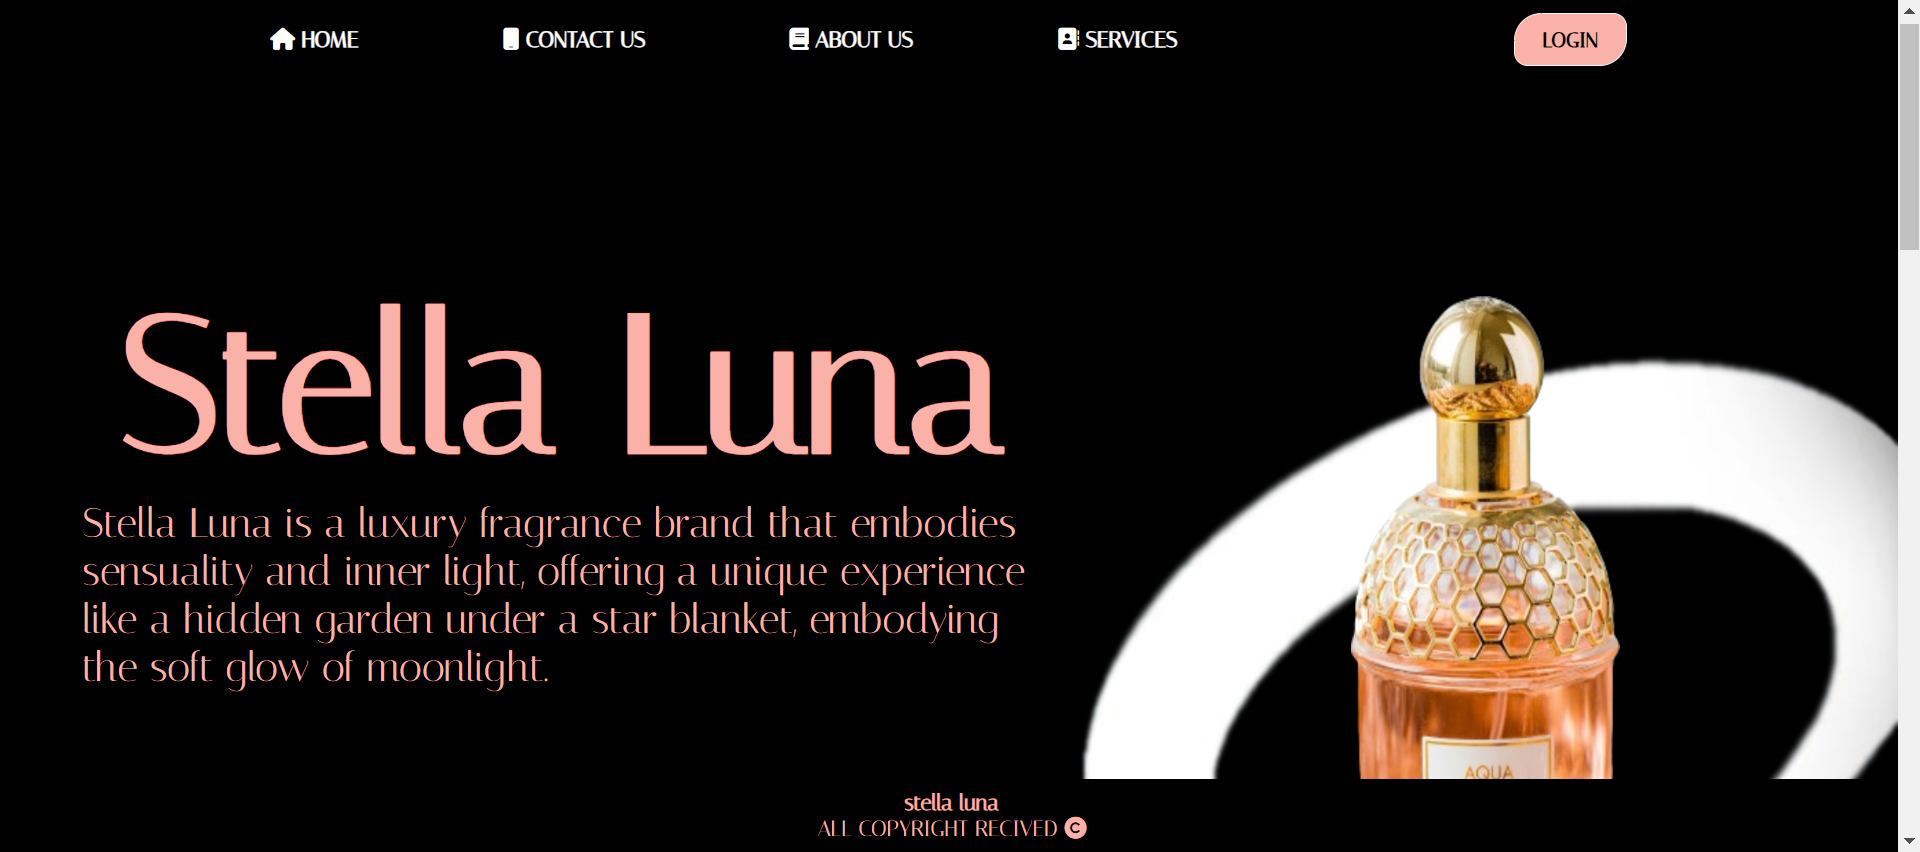 HOME
CONTACT US
ABOUT US
SERVICES
LOGIN
Stella Luna
Stella Luna is a luxury fragrance brand that embodies
sensuality and inner light, offering a unique experience
like a hidden garden under a star blanket, embodying
the soft glow of moonlight.
AQUA
stella luna
ALL COPYRIGHT RECIVED ©